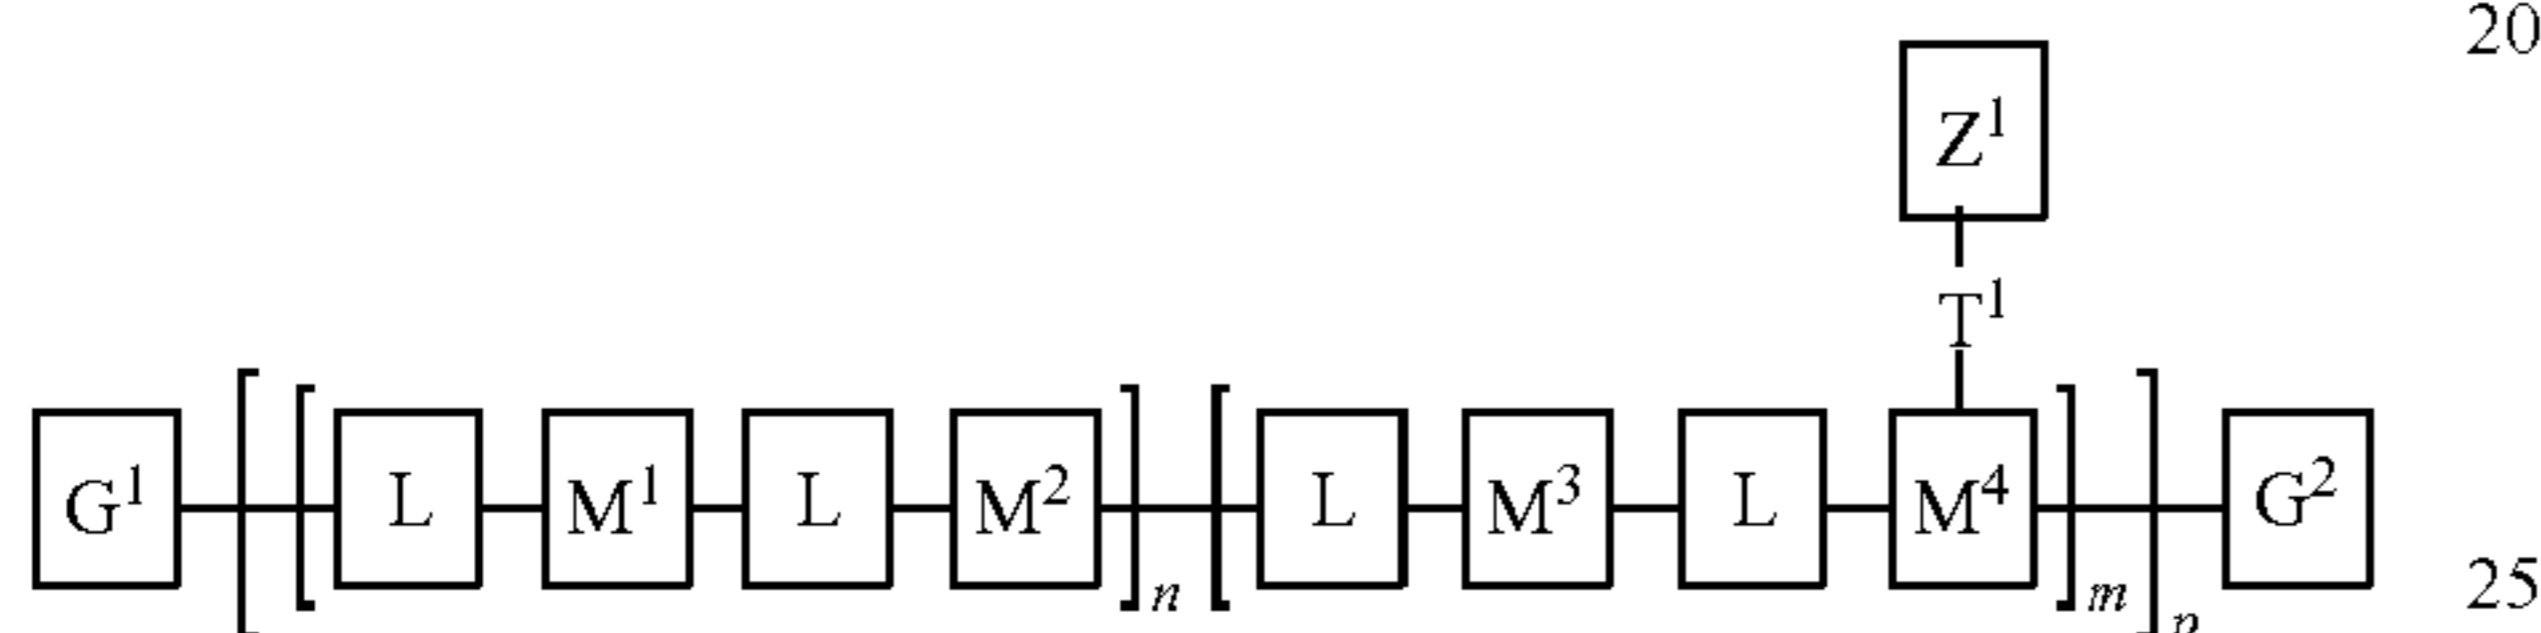 20
Z¹
T¹
G¹ L M¹ L M² n L M³ L M⁴ m p G²
25